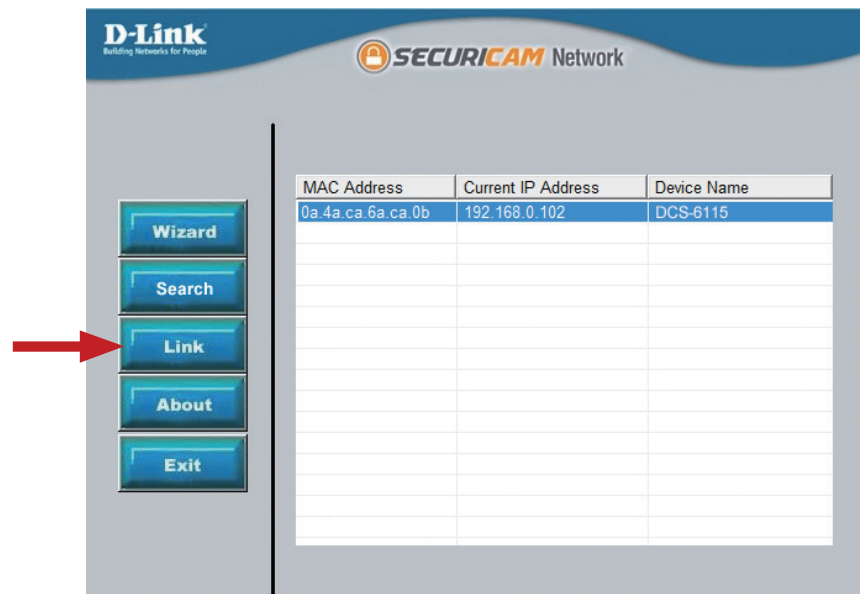 D-Link
Building Networks for People
SECURICAM Network
MAC Address Current IP Address Device Name
0a.4a.ca.6a.ca.0b 192.168.0.102 DCS-6115
Wizard
Search
Link
About
Exit